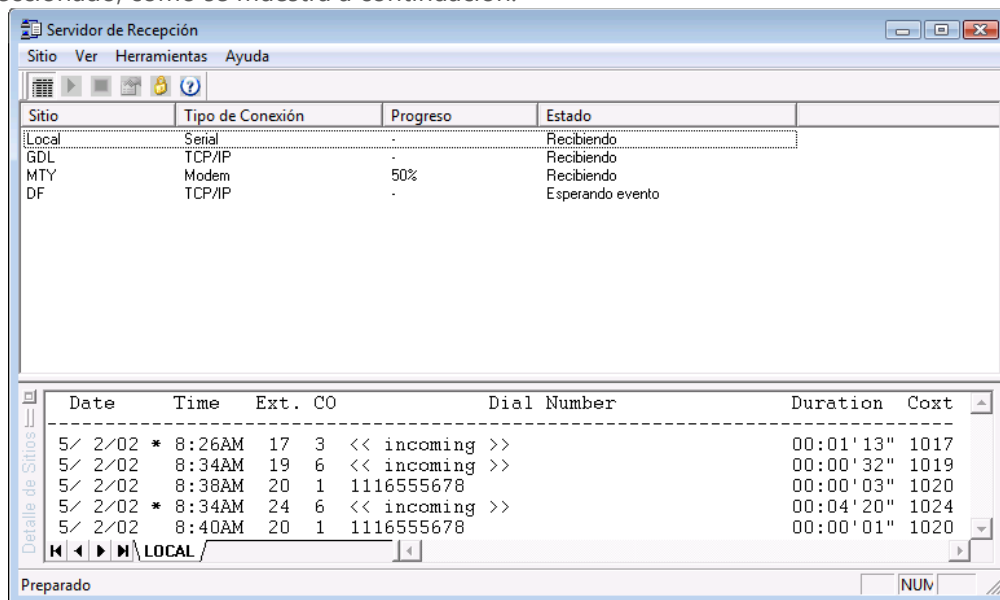 Servidor de Recepción
Sitio Ver Herramientas Ayuda
Sitio Tipo de Conexión Progreso Estado
Local Serial - Recibiendo
GDL TCP/IP - Recibiendo
MTY Modem 50% Recibiendo
DF TCP/IP - Esperando evento
Detalle de Sitios
Date Time Ext. CO Dial Number Duration Coxt
5/ 2/02 * 8:26AM 17 3 << incoming >> 00:01'13" 1017
5/ 2/02 8:34AM 19 6 << incoming >> 00:00'32" 1019
5/ 2/02 8:38AM 20 1 1116555678 00:00'03" 1020
5/ 2/02 * 8:34AM 24 6 << incoming >> 00:04'20" 1024
5/ 2/02 8:40AM 20 1 1116555678 00:00'01" 1020
LOCAL
Preparado NUM